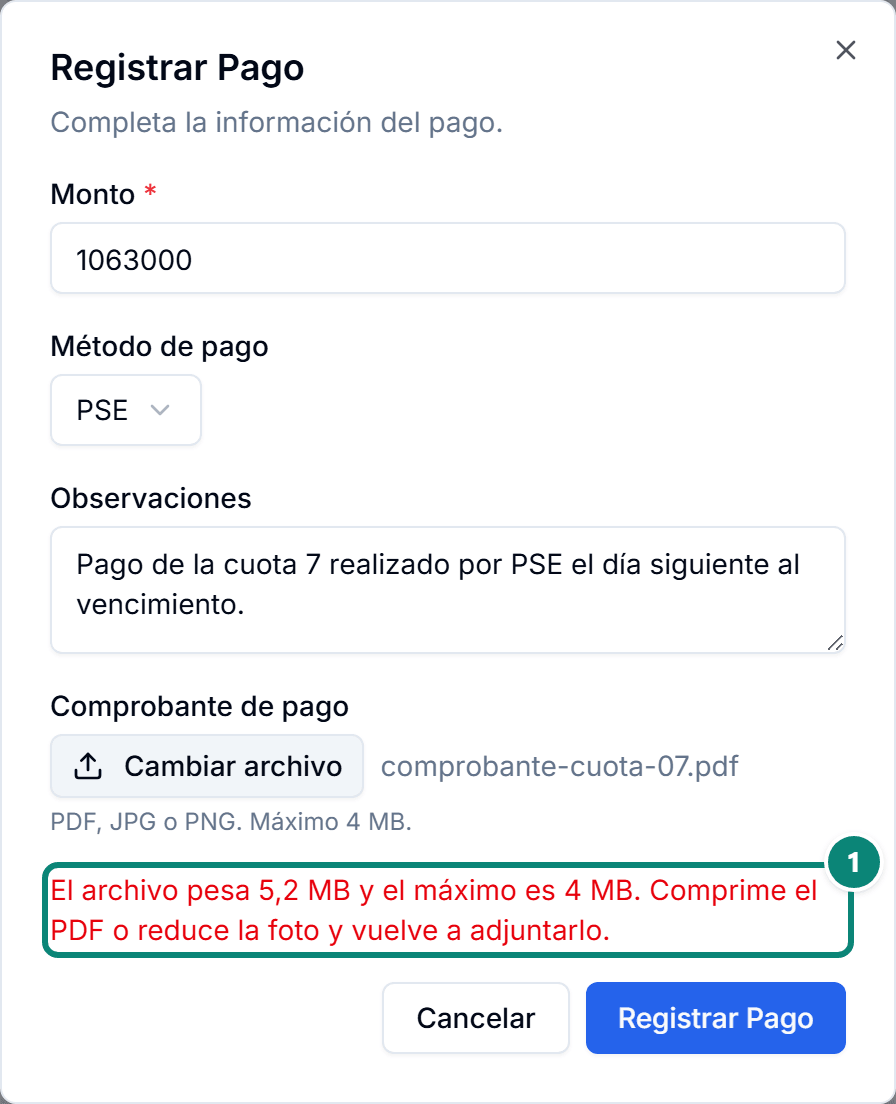 Registrar Pago
Completa la información del pago.
Monto *
1063000
Método de pago
PSE
Observaciones
Pago de la cuota 7 realizado por PSE el día siguiente al
vencimiento.
Comprobante de pago
Cambiar archivo comprobante-cuota-07.pdf
PDF, JPG o PNG. Máximo 4 MB.
1
El archivo pesa 5,2 MB y el máximo es 4 MB. Comprime el
PDF o reduce la foto y vuelve a adjuntarlo.
Cancelar Registrar Pago